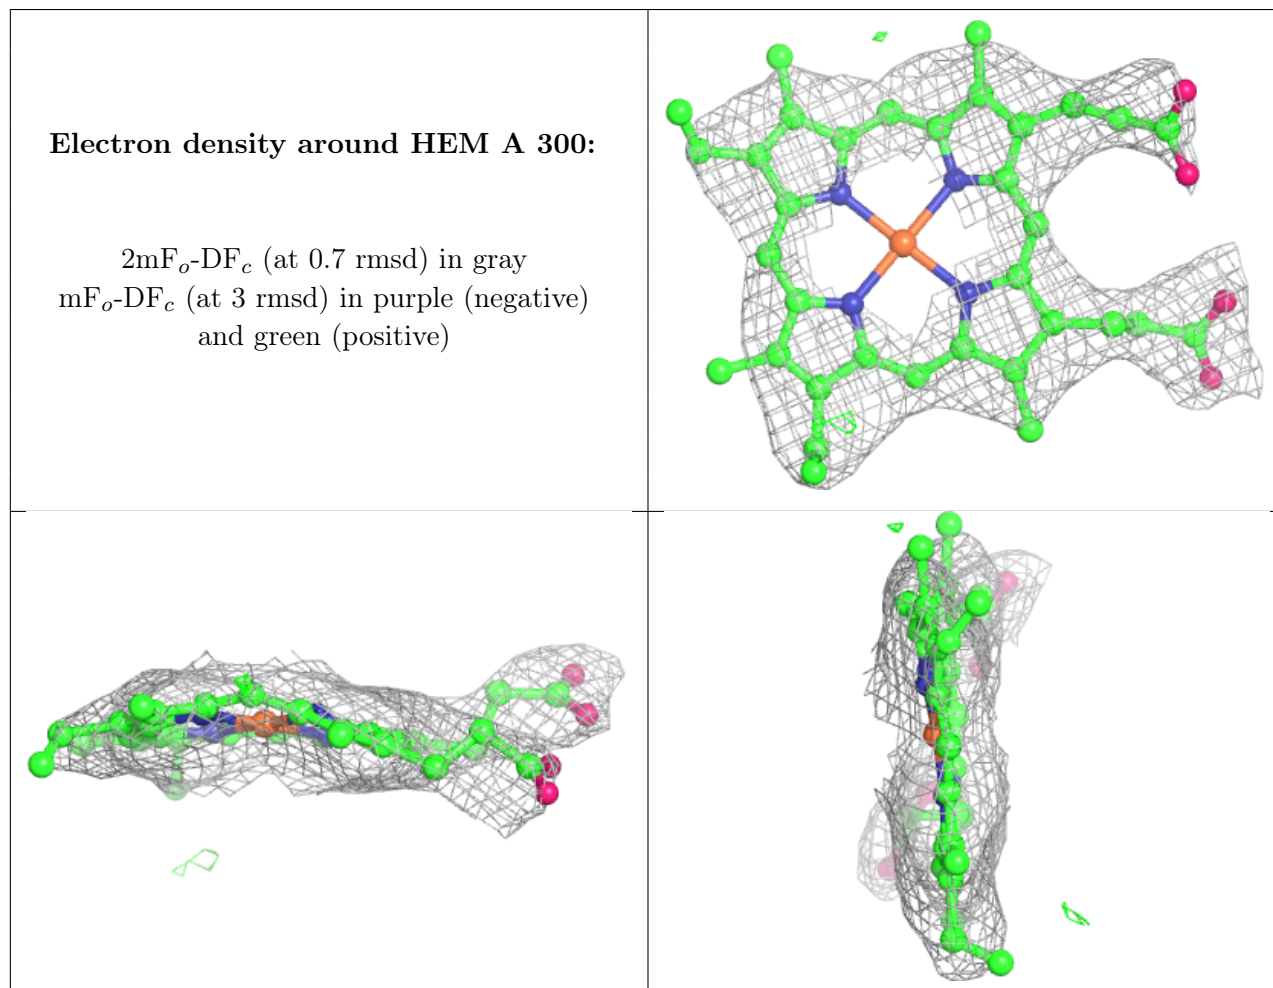 Electron density around HEM A 300:
2mFo-DFc (at 0.7 rmsd) in gray
mFo-DFc (at 3 rmsd) in purple (negative)
and green (positive)